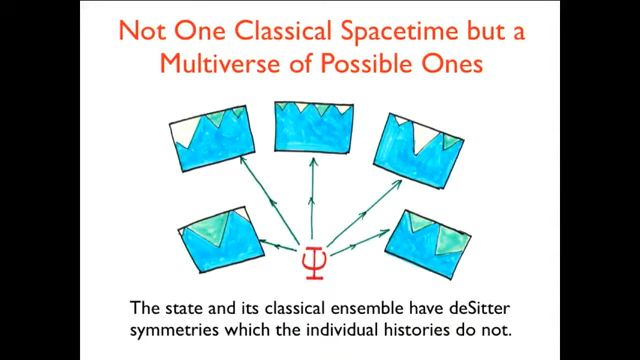 Not One Classical Spacetime but a
Multiverse of Possible Ones
Ψ
The state and its classical ensemble have deSitter
symmetries which the individual histories do not.